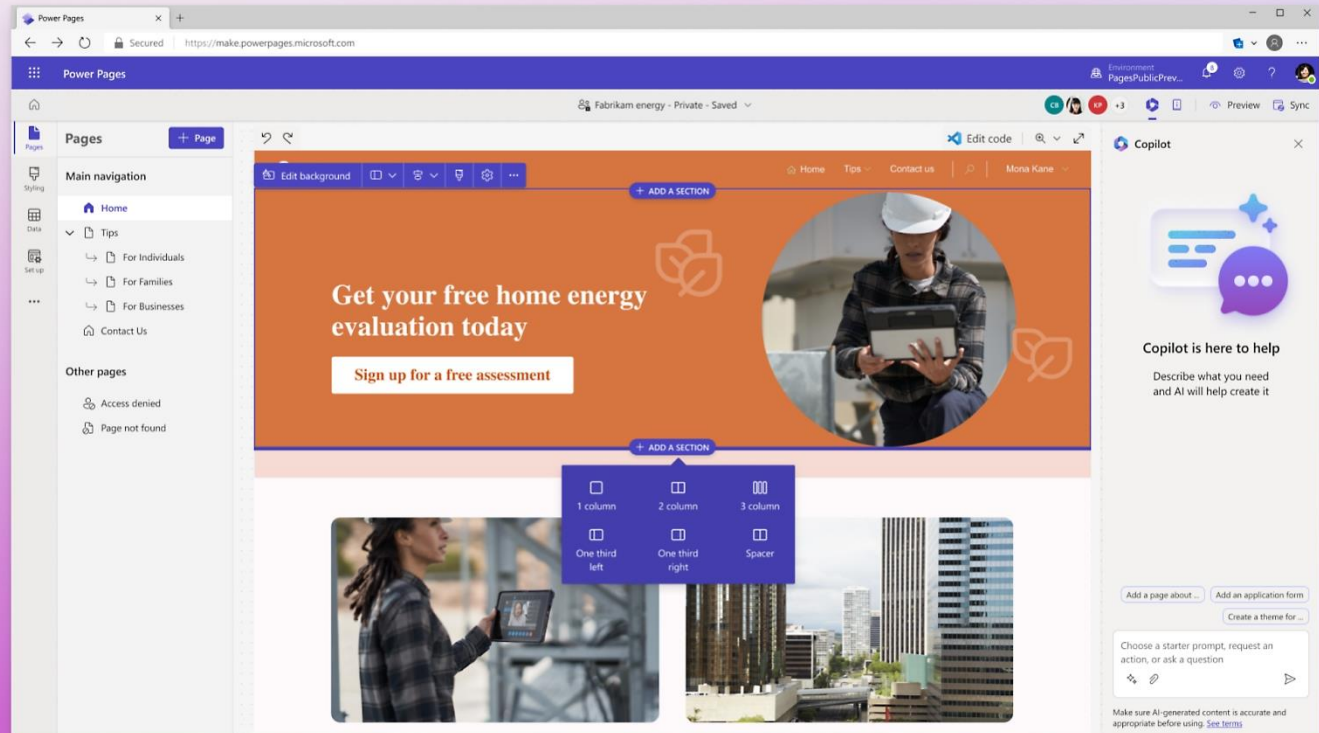 Power Pages
Secured
https://make.powerpages.microsoft.com
Power Pages
Environment
PagesPublicPrev...
8
Fabrikam energy - Private - Saved
CB
KP
+3
Preview
Sync
Pages
Styling
Data
Set up
Pages
+ Page
Main navigation
Home
Tips
For Individuals
For Families
For Businesses
Contact Us
Other pages
Access denied
Page not found
Edit code
Edit background
Home
Tips
Contact us
Mona Kane
+ ADD A SECTION
Get your free home energy
evaluation today
Sign up for a free assessment
+ ADD A SECTION
1 column
2 column
3 column
One third
left
One third
right
Spacer
Copilot
Copilot is here to help
Describe what you need
and AI will help create it
Add a page about ...
Add an application form
Create a theme for ...
Choose a starter prompt, request an
action, or ask a question
Make sure AI-generated content is accurate and
appropriate before using. See terms